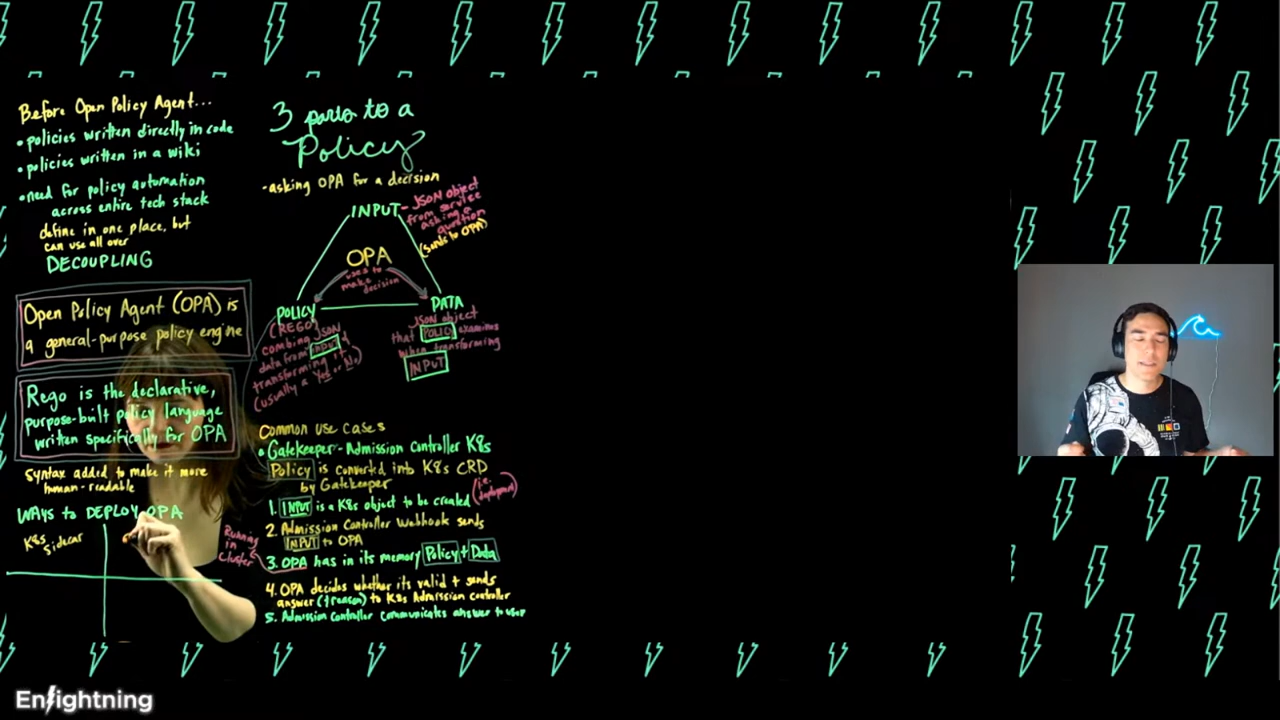 Before Open Policy Agent...
• policies written directly in code
• policies written in a wiki
• need for policy automation
across entire tech stack
define in one place, but
can use all over
DECOUPLING
Open Policy Agent (OPA) is
a general-purpose policy engine
Rego is the declarative,
purpose-built policy language
written specifically for OPA
Syntax added to make it more
human-readable
WAYS to DEPLOY OPA
K8s
Sidecar
3 parts to a
Policy
- asking OPA for a decision
INPUT - JSON object
from service
asking a
question
(sends to OPA)
OPA
uses to
make
decision
POLICY
(REGO)
combing JSON
data from INPUT &
transforming it
(usually a Yes or No)
DATA
JSON object
that POLICY examines
when transforming
INPUT
Common use cases
• Gatekeeper - Admission Controller K8s
Policy is converted into K8s CRD
by Gatekeeper
1. INPUT is a K8s object to be created (i.e. deployment)
2. Admission Controller Webhook sends
INPUT to OPA
3. OPA has in its memory Policy + Data
Running
in
Cluster
4. OPA decides whether its valid + sends
answer (+ reason) to K8s Admission controller
5. Admission Controller communicates answer to user
Enlightning